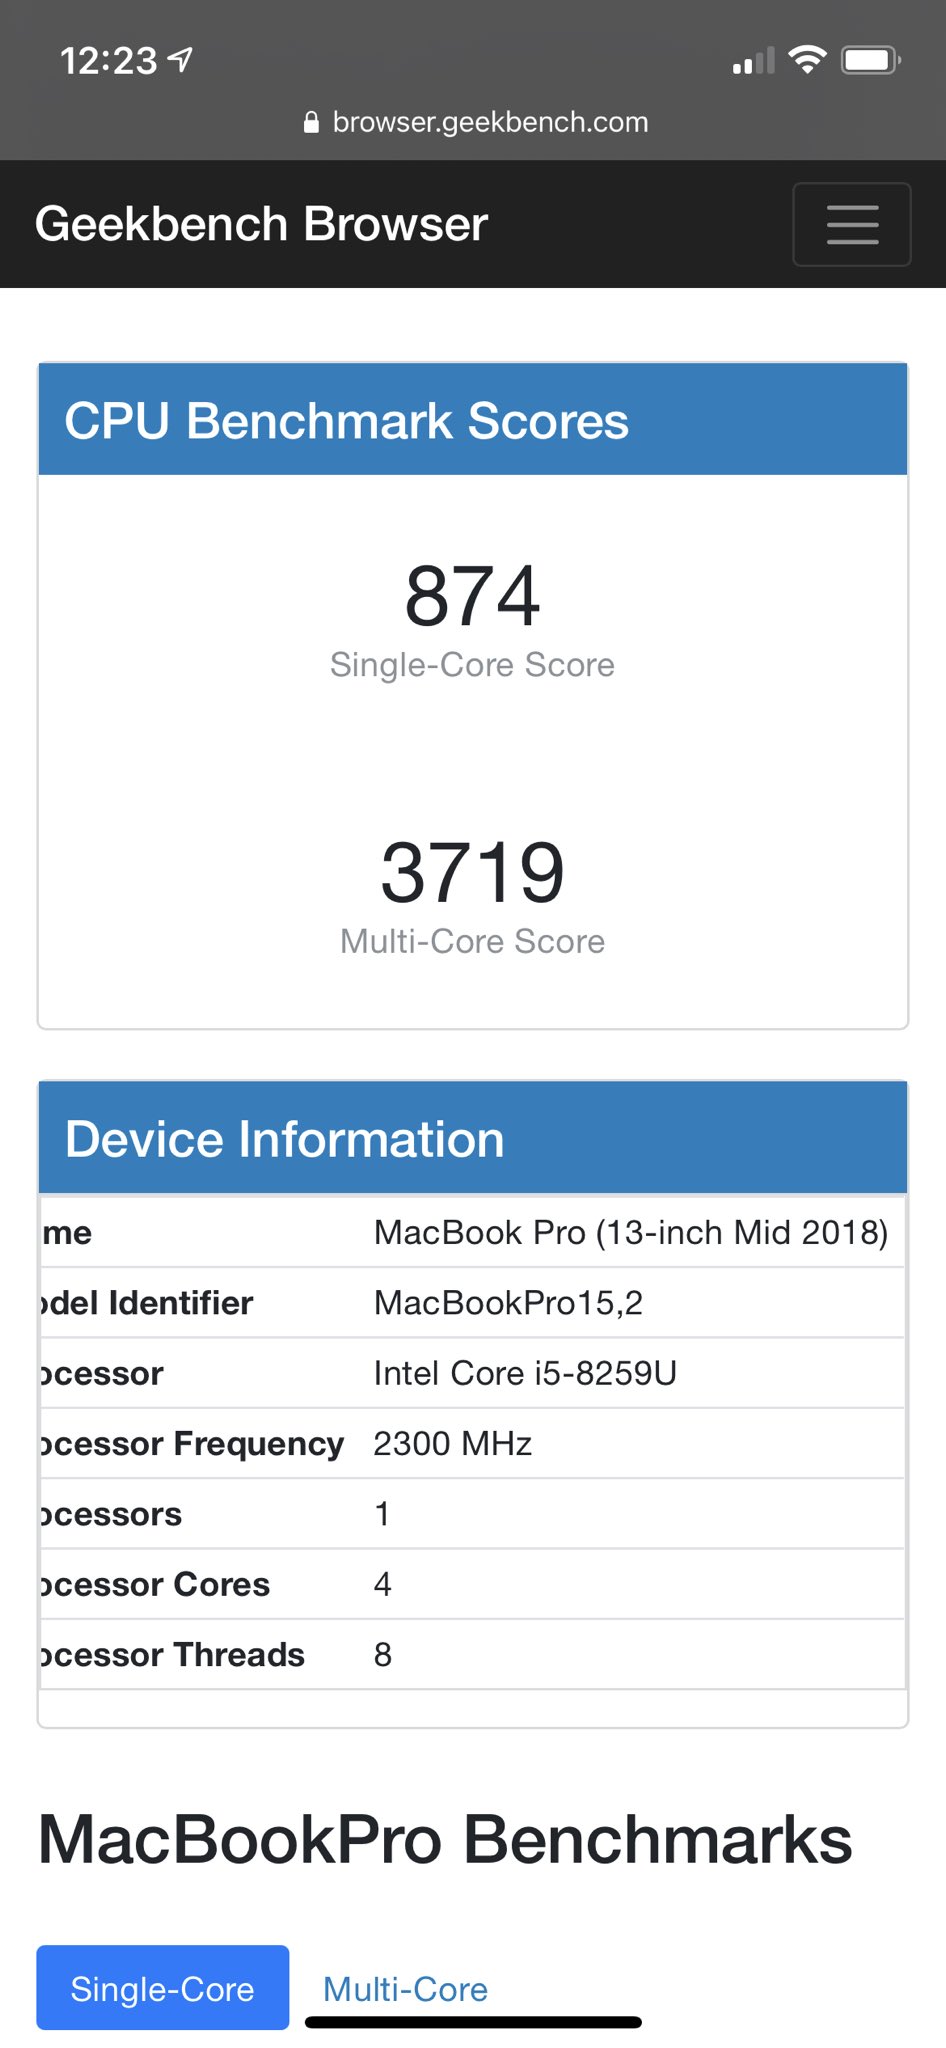 12:23
browser.geekbench.com
Geekbench Browser
CPU Benchmark Scores
874
Single-Core Score
3719
Multi-Core Score
Device Information
me MacBook Pro (13-inch Mid 2018)
odel Identifier MacBookPro15,2
ocessor Intel Core i5-8259U
ocessor Frequency 2300 MHz
ocessors 1
ocessor Cores 4
ocessor Threads 8
MacBookPro Benchmarks
Single-Core Multi-Core